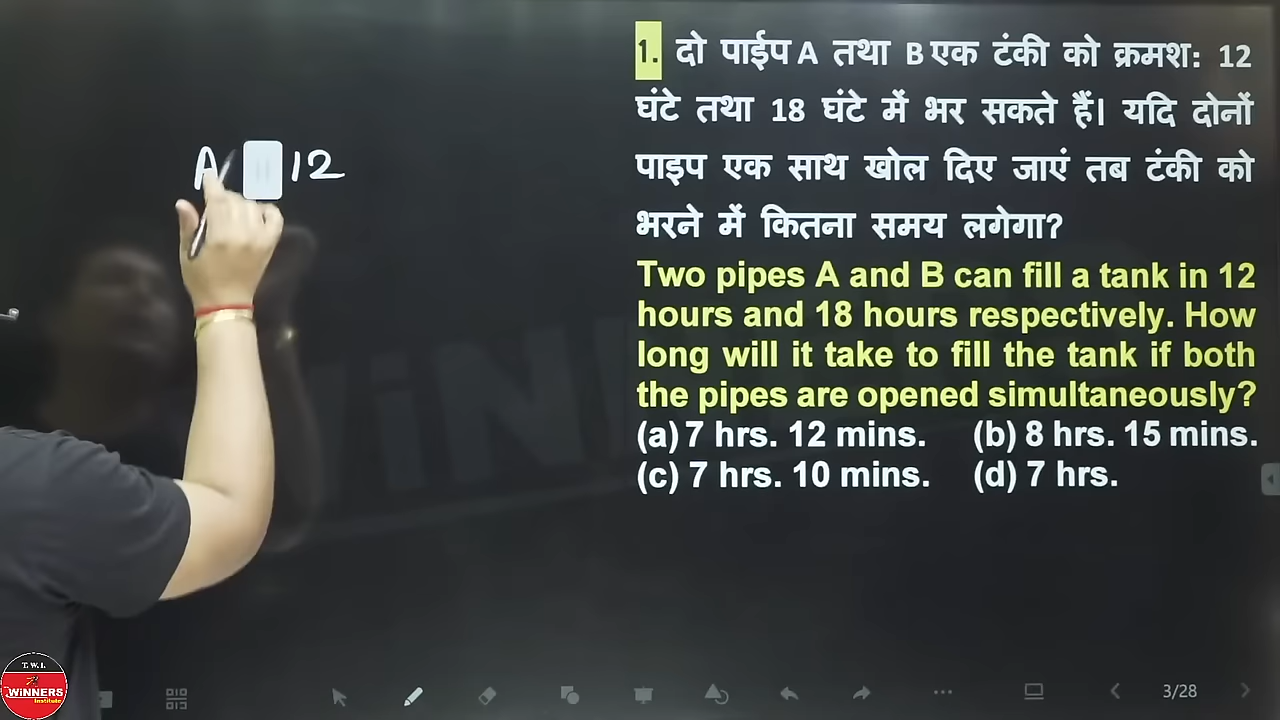 1. दो पाईप A तथा B एक टंकी को क्रमश: 12
घंटे तथा 18 घंटे में भर सकते हैं। यदि दोनों
पाइप एक साथ खोल दिए जाएं तब टंकी को
भरने में कितना समय लगेगा?
Two pipes A and B can fill a tank in 12
hours and 18 hours respectively. How
long will it take to fill the tank if both
the pipes are opened simultaneously?
(a) 7 hrs. 12 mins. (b) 8 hrs. 15 mins.
(c) 7 hrs. 10 mins. (d) 7 hrs.
A 12
T.W.I.
WINNERS
Institute
3/28